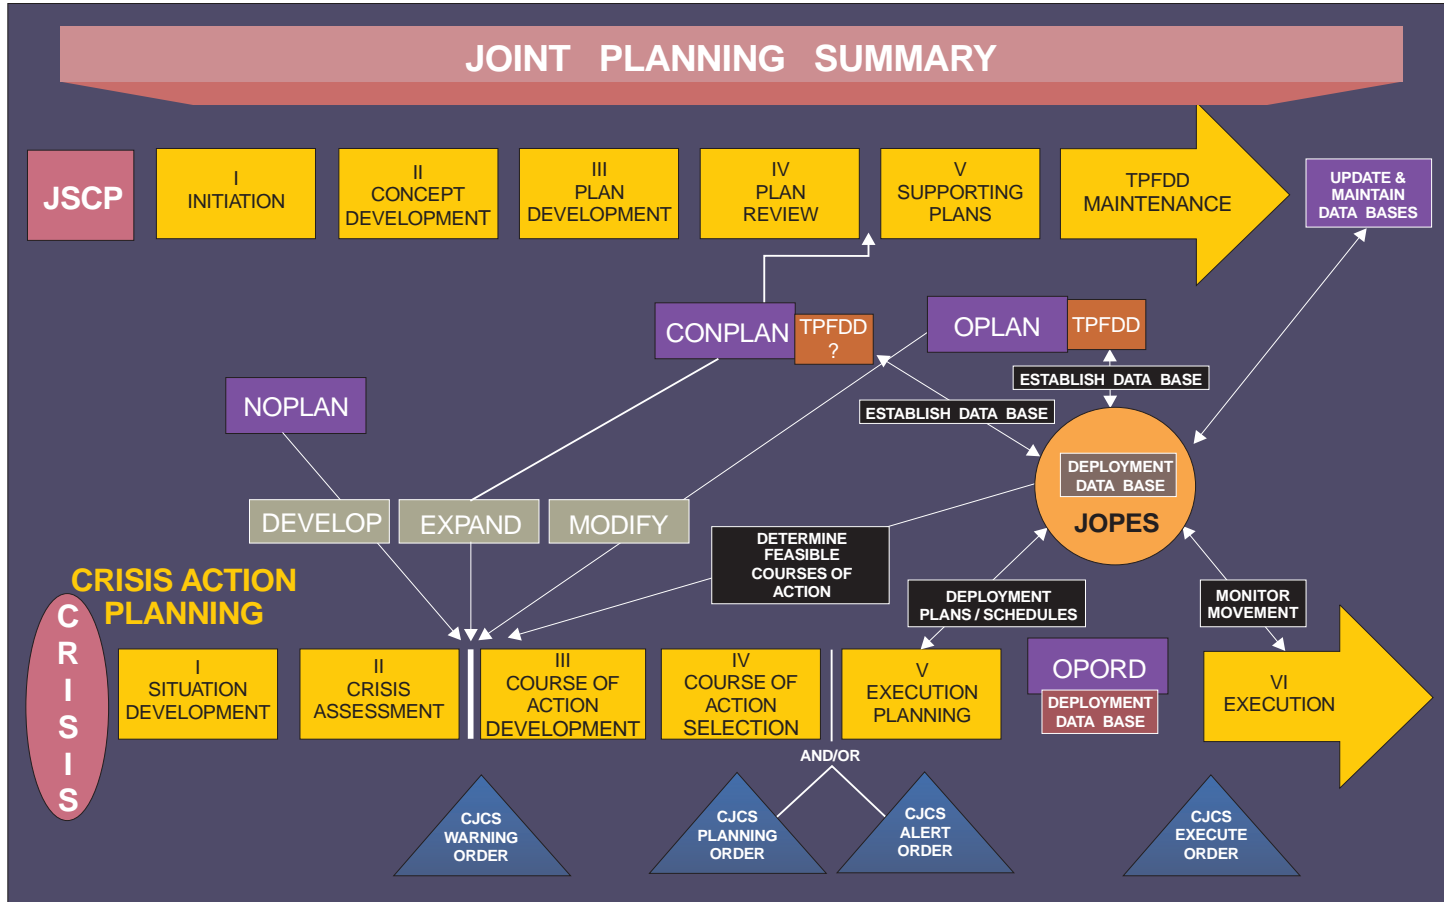 JOINT PLANNING SUMMARY
JSCP
I
INITIATION
II
CONCEPT
DEVELOPMENT
III
PLAN
DEVELOPMENT
IV
PLAN
REVIEW
V
SUPPORTING
PLANS
TPFDD
MAINTENANCE
UPDATE &
MAINTAIN
DATA BASES
CONPLAN
TPFDD
?
OPLAN
TPFDD
ESTABLISH DATA BASE
ESTABLISH DATA BASE
NOPLAN
DEPLOYMENT
DATA BASE
JOPES
DEVELOP
EXPAND
MODIFY
DETERMINE
FEASIBLE
COURSES OF
ACTION
DEPLOYMENT
PLANS / SCHEDULES
MONITOR
MOVEMENT
CRISIS ACTION
PLANNING
C
R
I
S
I
S
I
SITUATION
DEVELOPMENT
II
CRISIS
ASSESSMENT
III
COURSE OF
ACTION
DEVELOPMENT
IV
COURSE OF
ACTION
SELECTION
V
EXECUTION
PLANNING
OPORD
DEPLOYMENT
DATA BASE
VI
EXECUTION
AND/OR
CJCS
WARNING
ORDER
CJCS
PLANNING
ORDER
CJCS
ALERT
ORDER
CJCS
EXECUTE
ORDER